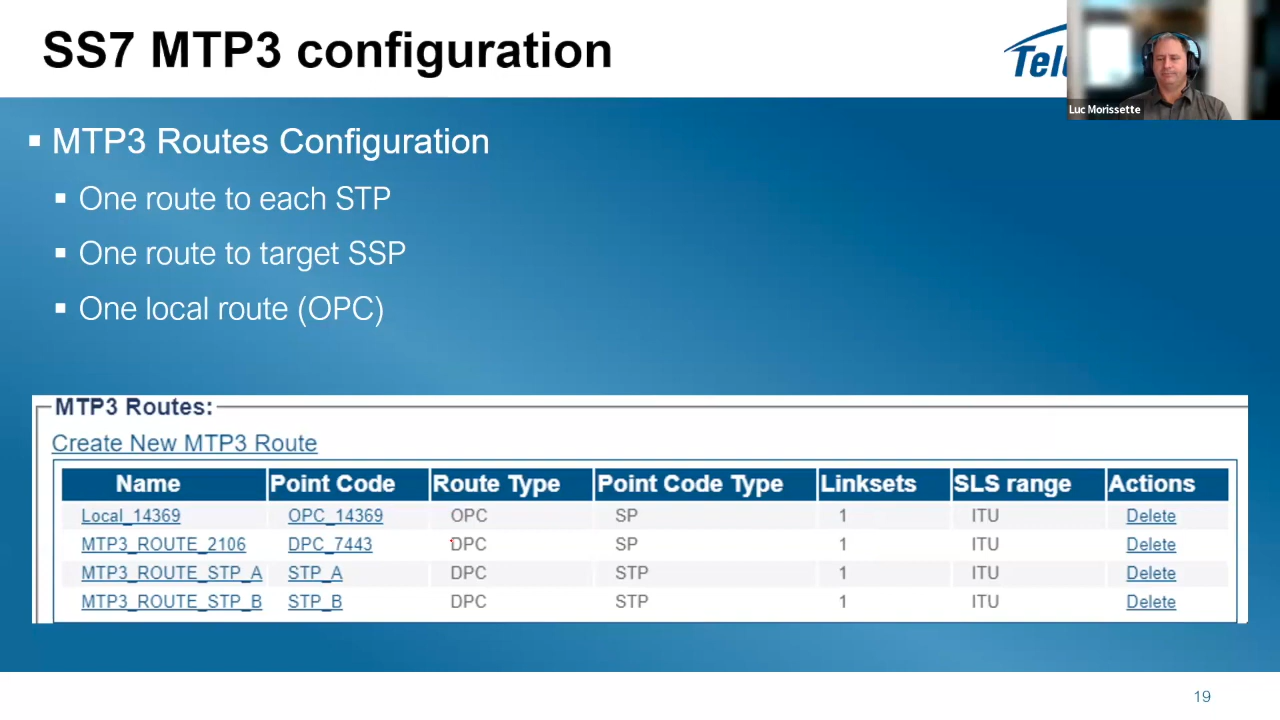 SS7 MTP3 configuration
Luc Morissette
▪ MTP3 Routes Configuration
▪ One route to each STP
▪ One route to target SSP
▪ One local route (OPC)
MTP3 Routes:
Create New MTP3 Route
Name Point Code Route Type Point Code Type Linksets SLS range Actions
Local_14369 OPC_14369 OPC SP 1 ITU Delete
MTP3_ROUTE_2106 DPC_7443 DPC SP 1 ITU Delete
MTP3_ROUTE_STP_A STP_A DPC STP 1 ITU Delete
MTP3_ROUTE_STP_B STP_B DPC STP 1 ITU Delete
19